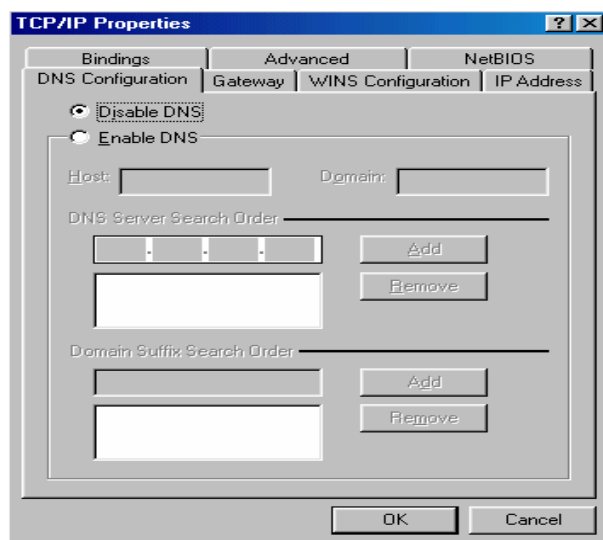 TCP/IP Properties
Bindings Advanced NetBIOS
DNS Configuration Gateway WINS Configuration IP Address
Disable DNS
Enable DNS
Host: Domain:
DNS Server Search Order
Add
Remove
Domain Suffix Search Order
Add
Remove
OK Cancel